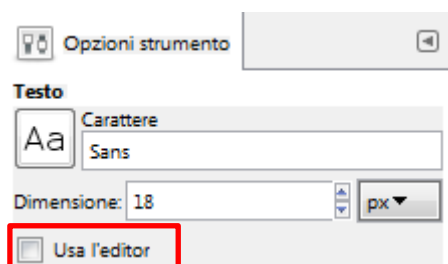 Opzioni strumento
Testo
Aa
Carattere
Sans
Dimensione: 18 px
Usa l'editor